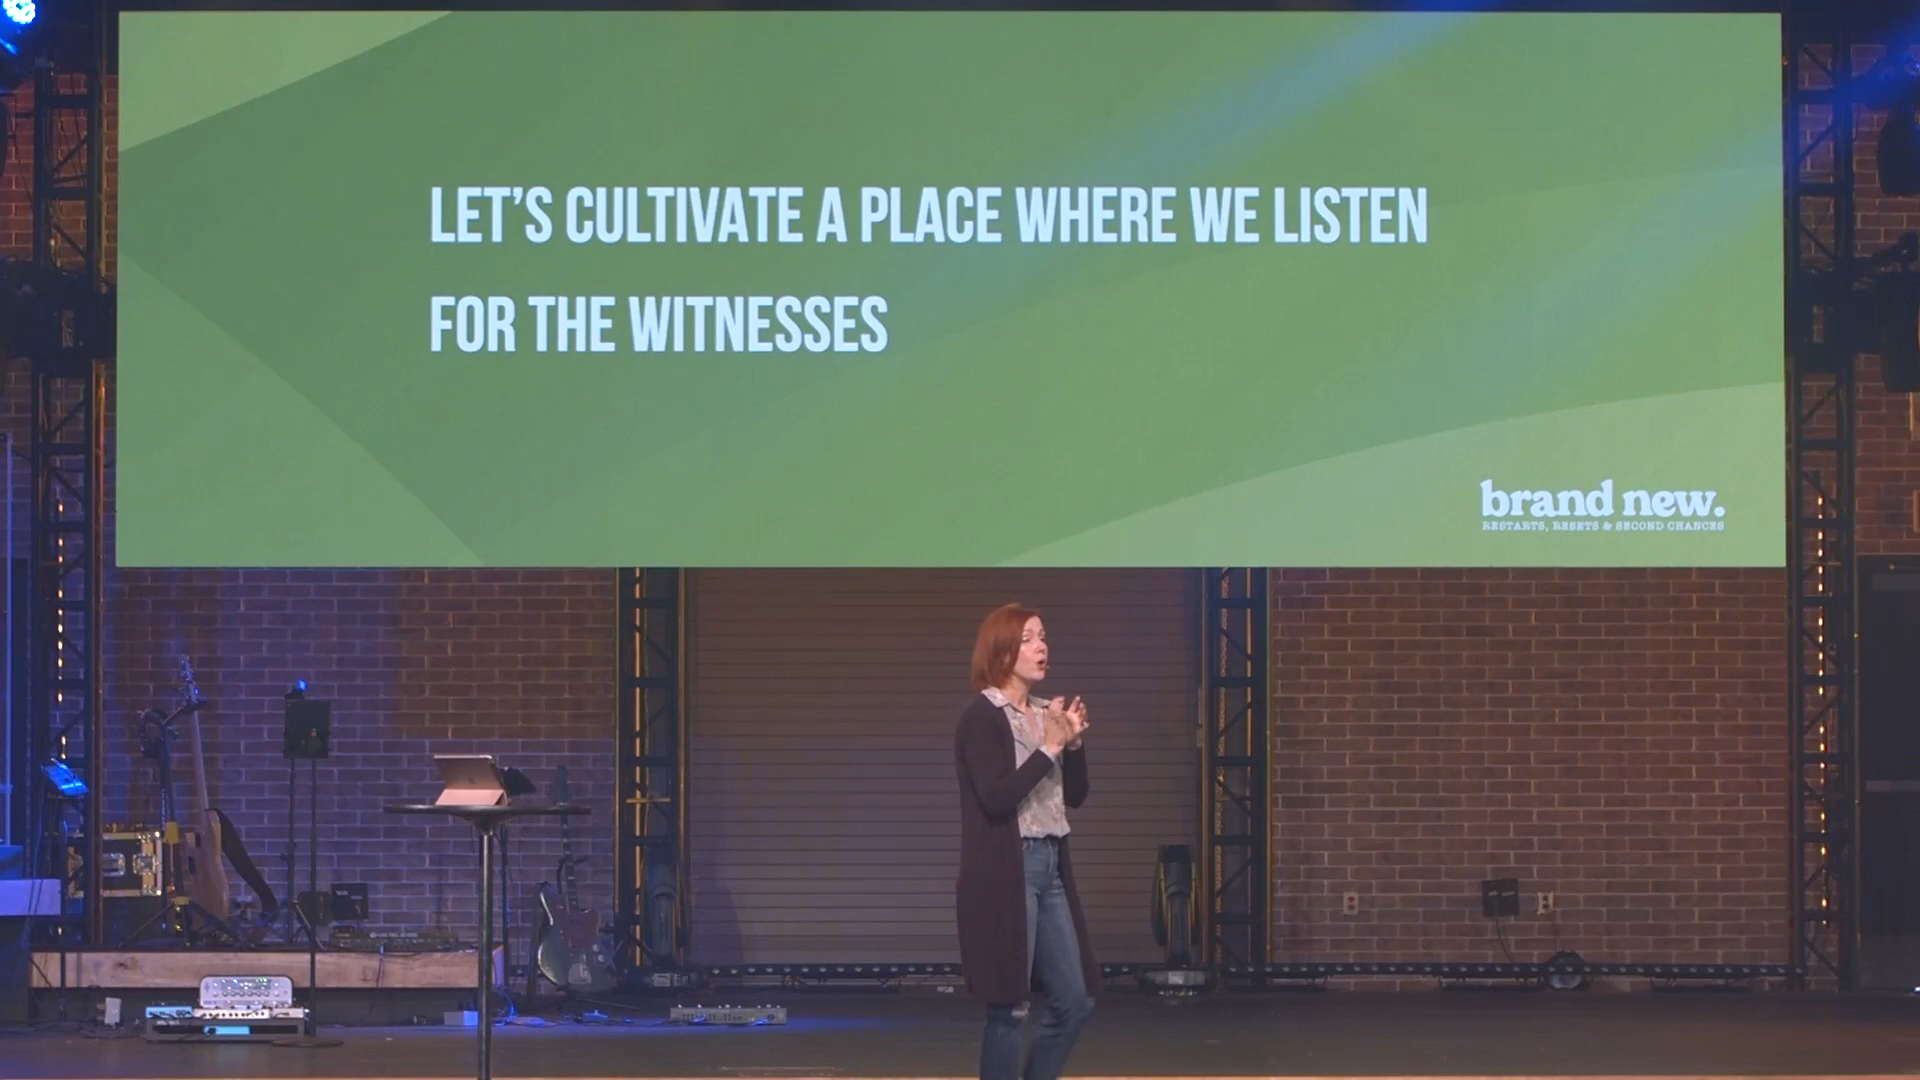 LET'S CULTIVATE A PLACE WHERE WE LISTEN
FOR THE WITNESSES
brand new.
RESTARTS, RESETS & SECOND CHANCES